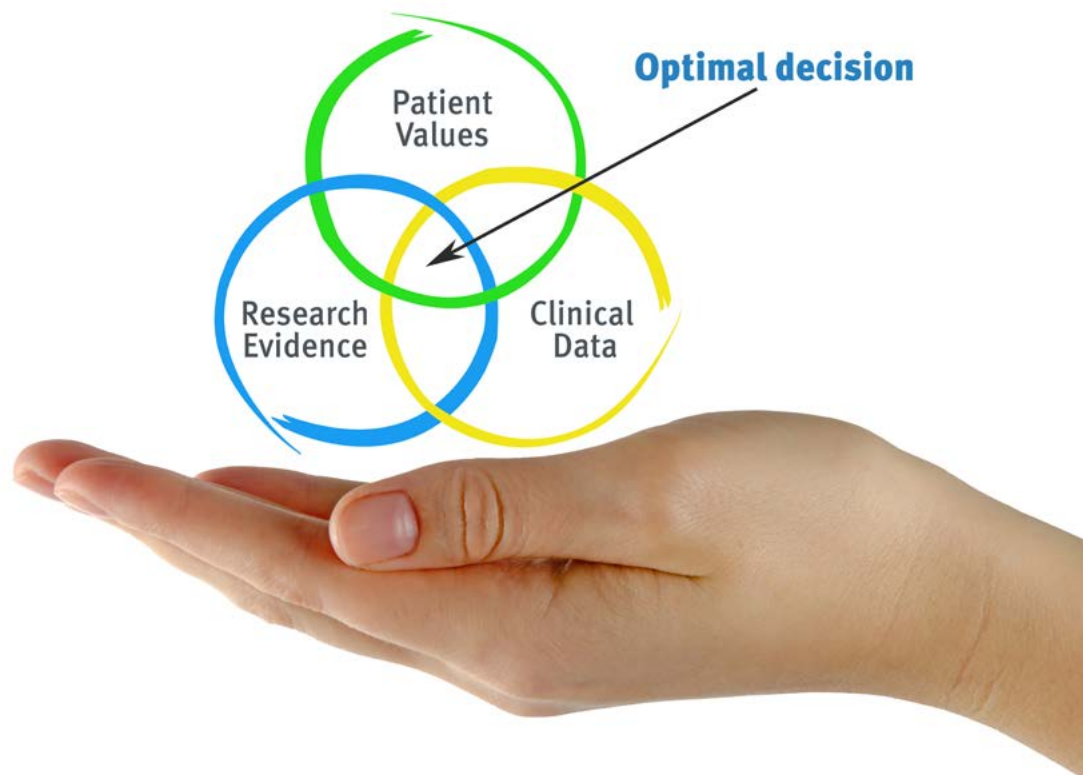 Optimal decision
Patient
Values
Research
Evidence
Clinical
Data